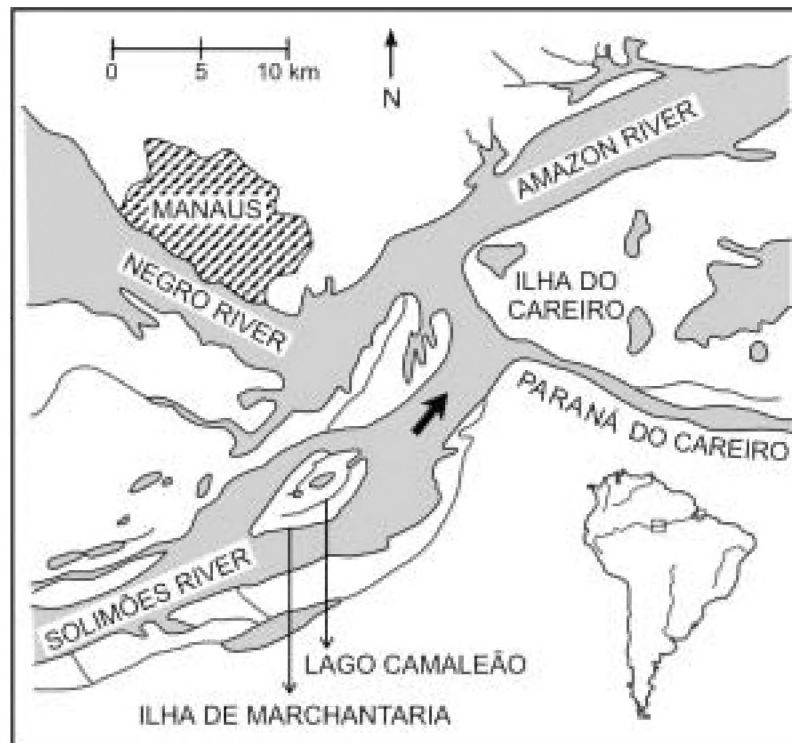 0 5 10 km
N
MANAUS
AMAZON RIVER
NEGRO RIVER
ILHA DO
CAREIRO
PARANÁ DO CAREIRO
SOLIMÕES RIVER
LAGO CAMALEÃO
ILHA DE MARCHANTARIA